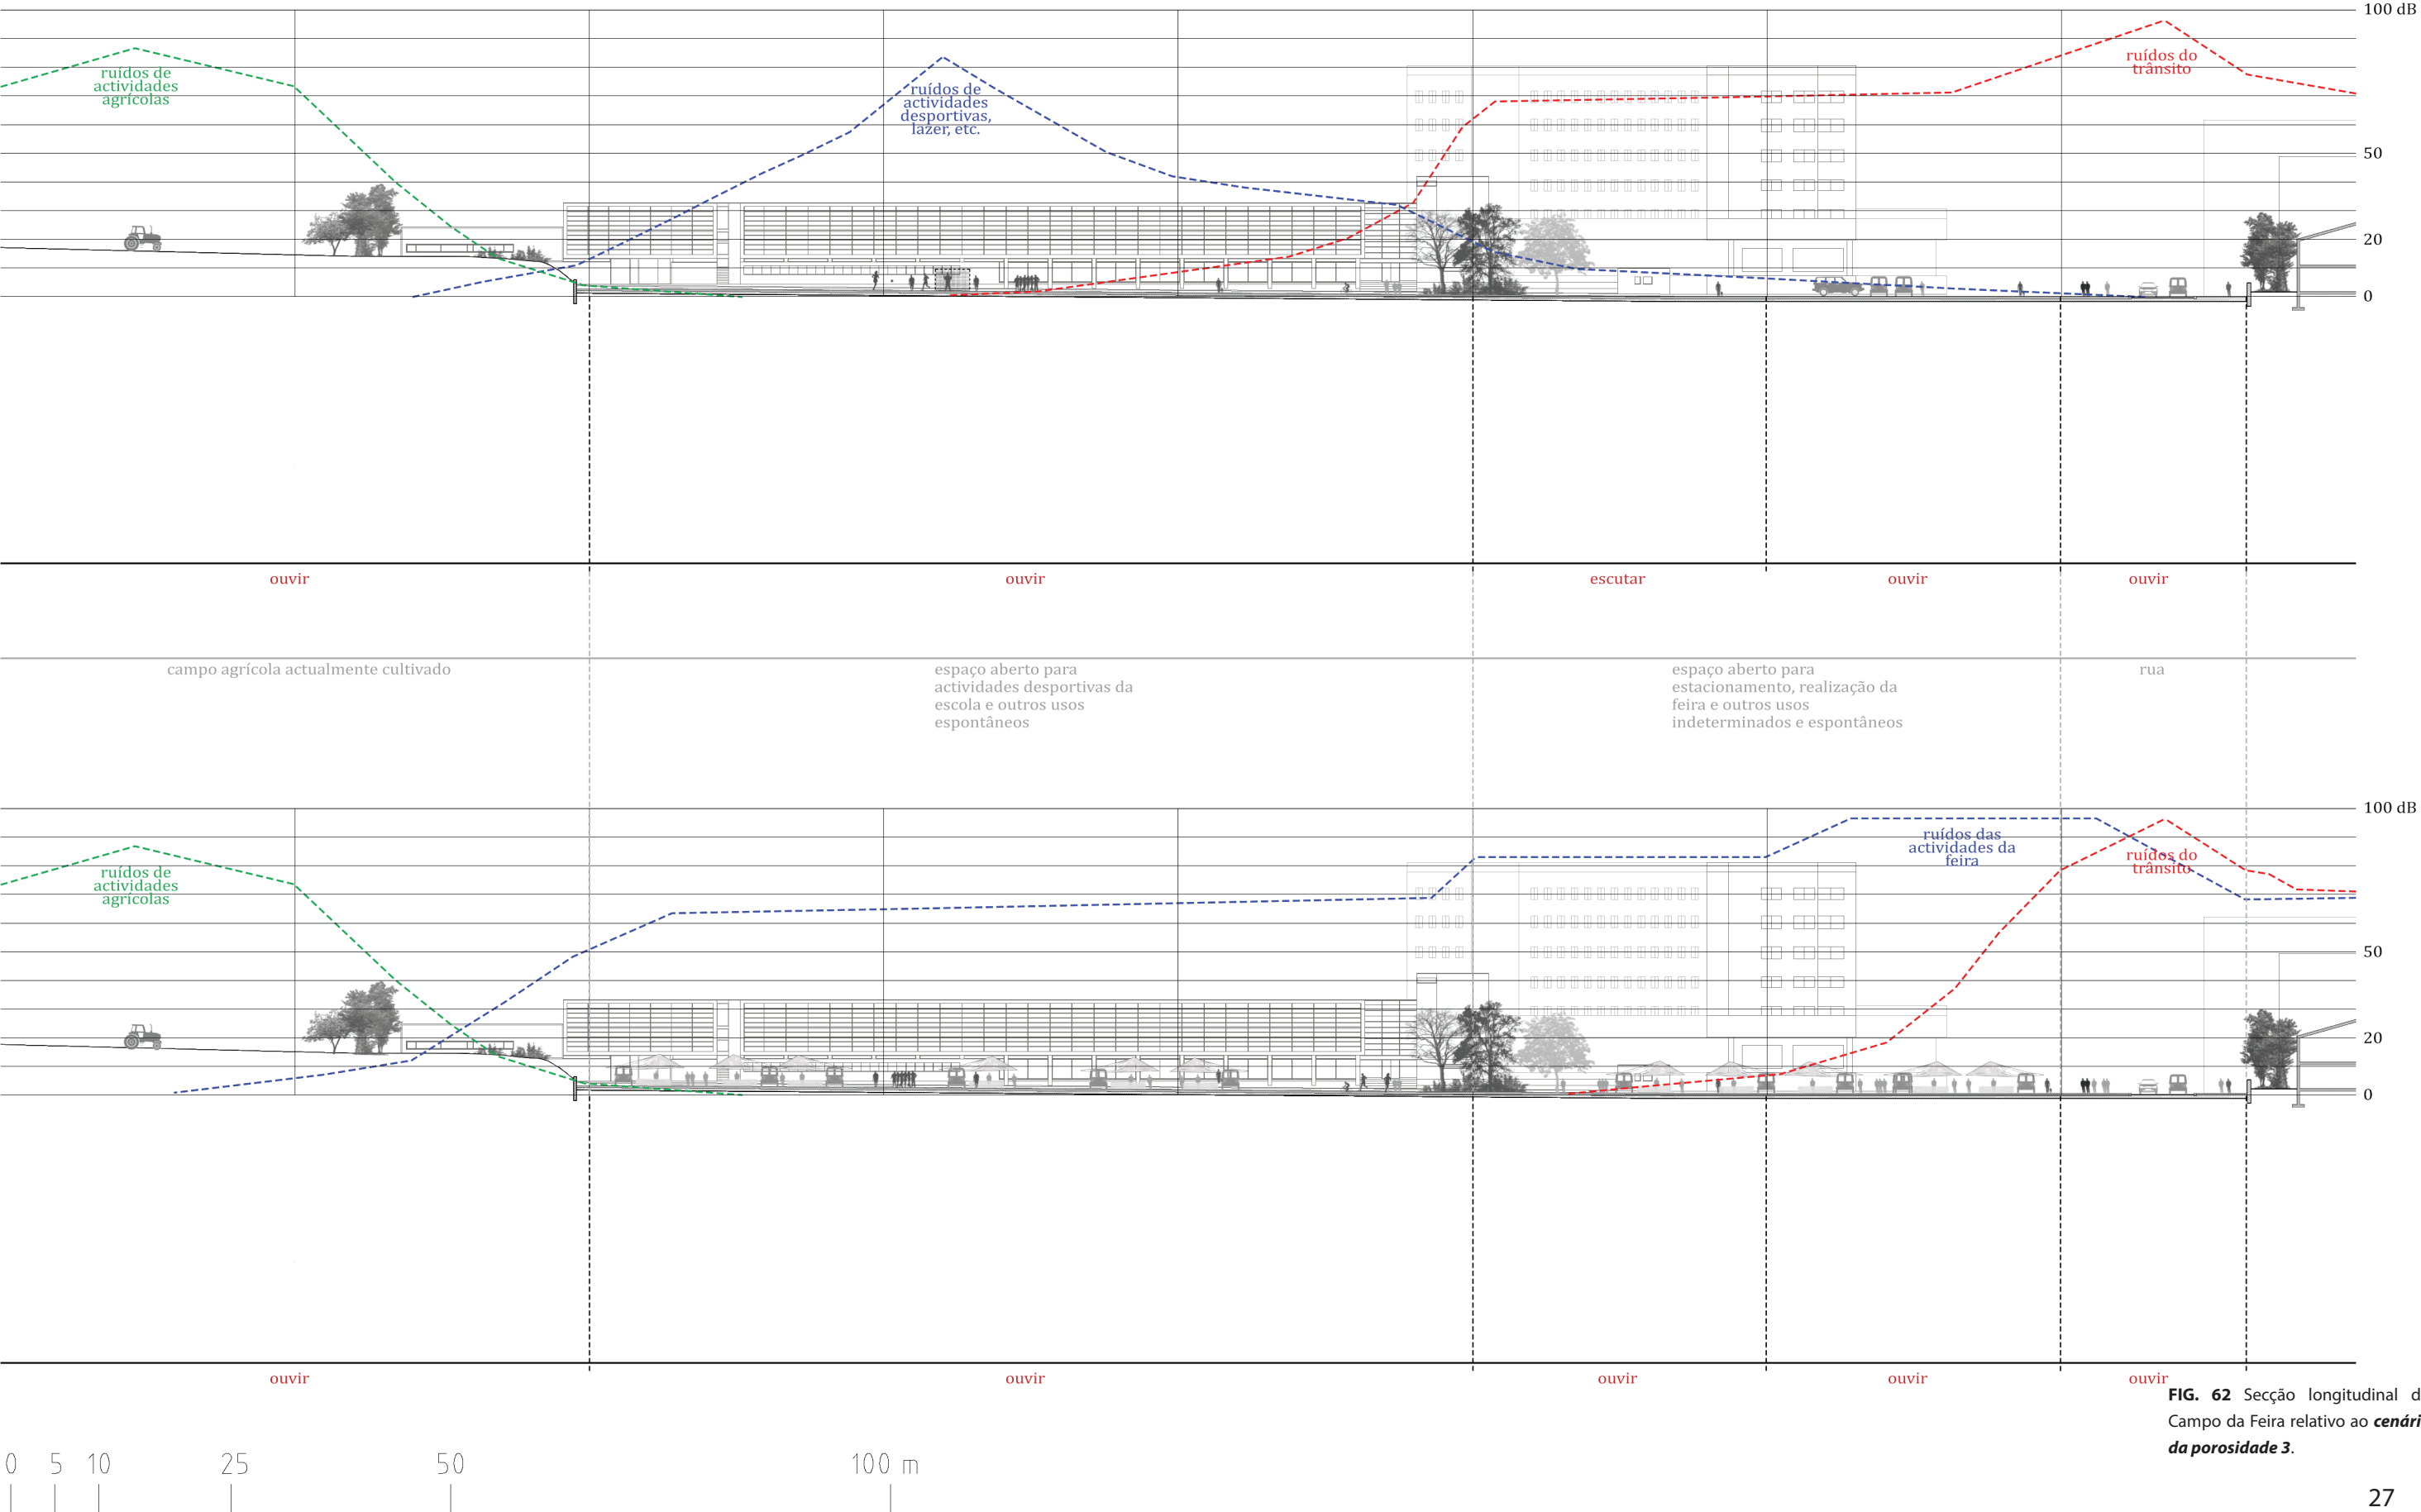 100 dB
ruídos de
actividades
agrícolas
ruídos de
actividades
desportivas,
lazer, etc.
ruídos do
trânsito
50
20
0
ouvir
ouvir
escutar
ouvir
ouvir
campo agrícola actualmente cultivado
espaço aberto para
actividades desportivas da
escola e outros usos
espontâneos
espaço aberto para
estacionamento, realização da
feira e outros usos
indeterminados e espontâneos
rua
100 dB
ruídos de
actividades
agrícolas
ruídos das
actividades da
feira
ruídos do
trânsito
50
20
0
ouvir
ouvir
ouvir
ouvir
ouvir
FIG. 62 Secção longitudinal d
Campo da Feira relativo ao cenári
da porosidade 3.
0 5 10 25 50 100 m
27